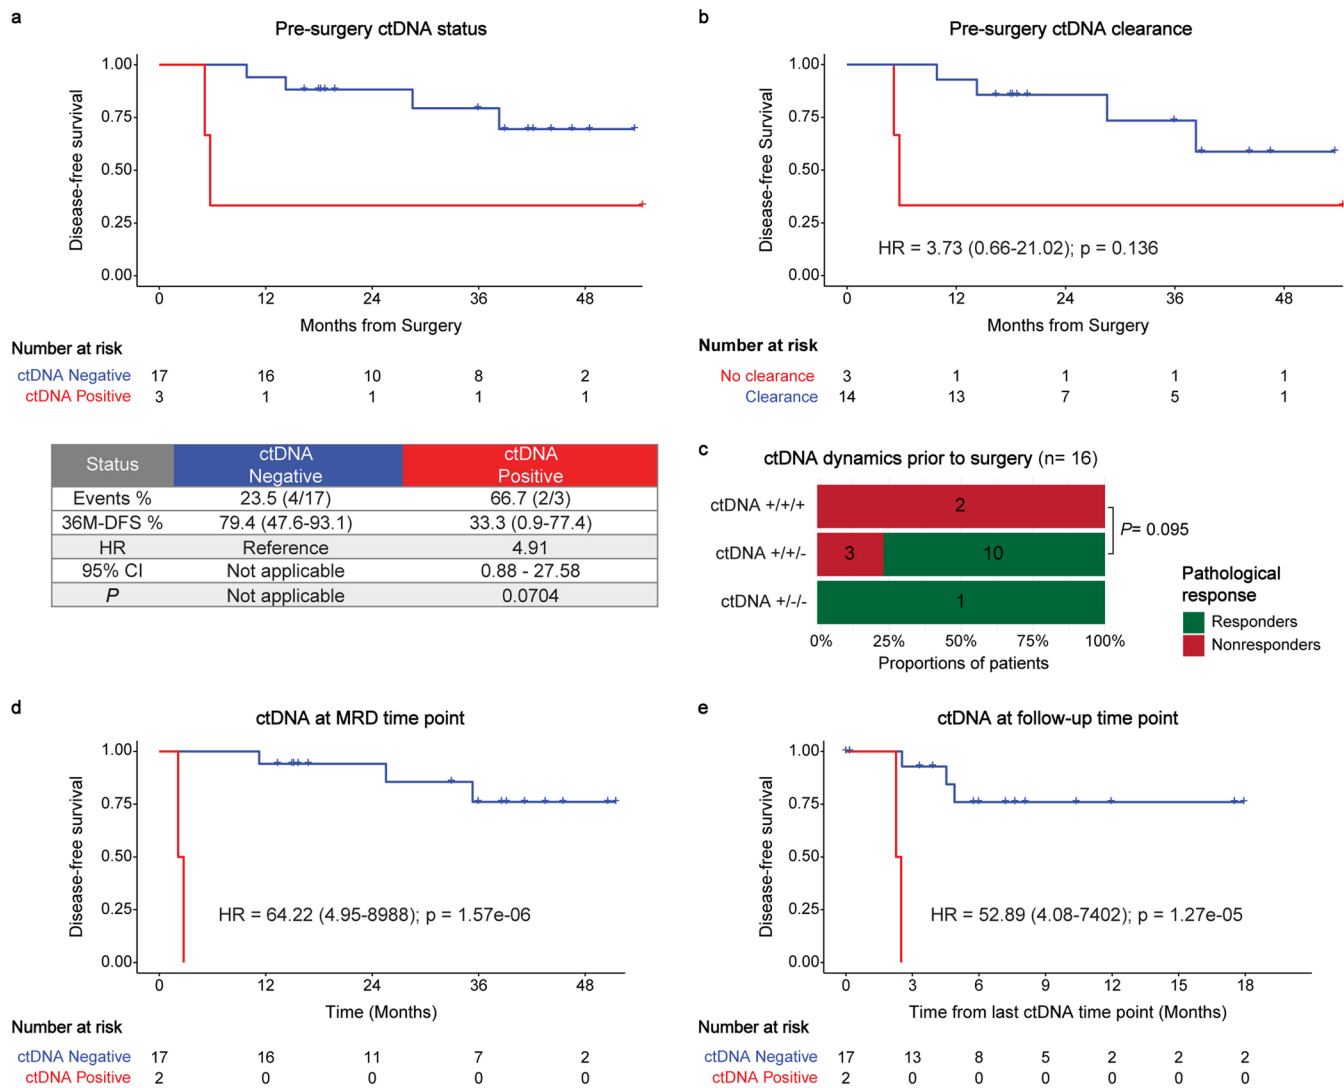 a
Pre-surgery ctDNA status
1.00
0.75
0.50
0.25
0.00
Disease-free survival
0 12 24 36 48
Months from Surgery
Number at risk
ctDNA Negative 17 16 10 8 2
ctDNA Positive 3 1 1 1 1
Status ctDNA Negative ctDNA Positive
Events % 23.5 (4/17) 66.7 (2/3)
36M-DFS % 79.4 (47.6-93.1) 33.3 (0.9-77.4)
HR Reference 4.91
95% CI Not applicable 0.88 - 27.58
P Not applicable 0.0704
b
Pre-surgery ctDNA clearance
1.00
0.75
0.50
0.25
0.00
Disease-free Survival
HR = 3.73 (0.66-21.02); p = 0.136
0 12 24 36 48
Months from Surgery
Number at risk
No clearance 3 1 1 1 1
Clearance 14 13 7 5 1
c
ctDNA dynamics prior to surgery (n= 16)
ctDNA +/+/+ 2
ctDNA +/+/- 3 10
ctDNA +/-/- 1
P= 0.095
0% 25% 50% 75% 100%
Proportions of patients
Pathological
response
Responders
Nonresponders
d
ctDNA at MRD time point
1.00
0.75
0.50
0.25
0.00
Disease-free survival
HR = 64.22 (4.95-8988); p = 1.57e-06
0 12 24 36 48
Time (Months)
Number at risk
ctDNA Negative 17 16 11 7 2
ctDNA Positive 2 0 0 0 0
e
ctDNA at follow-up time point
1.00
0.75
0.50
0.25
0.00
Disease-free survival
HR = 52.89 (4.08-7402); p = 1.27e-05
0 3 6 9 12 15 18
Time from last ctDNA time point (Months)
Number at risk
ctDNA Negative 17 13 8 5 2 2 2
ctDNA Positive 2 0 0 0 0 0 0